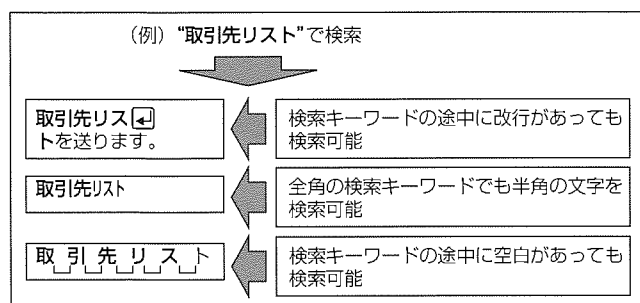 (例) “取引先リスト”で検索
取引先リス↵
トを送ります。
検索キーワードの途中に改行があっても
検索可能
取引先ﾘｽﾄ
全角の検索キーワードでも半角の文字を
検索可能
取␣引␣先␣リ␣ス␣ト
検索キーワードの途中に空白があっても
検索可能